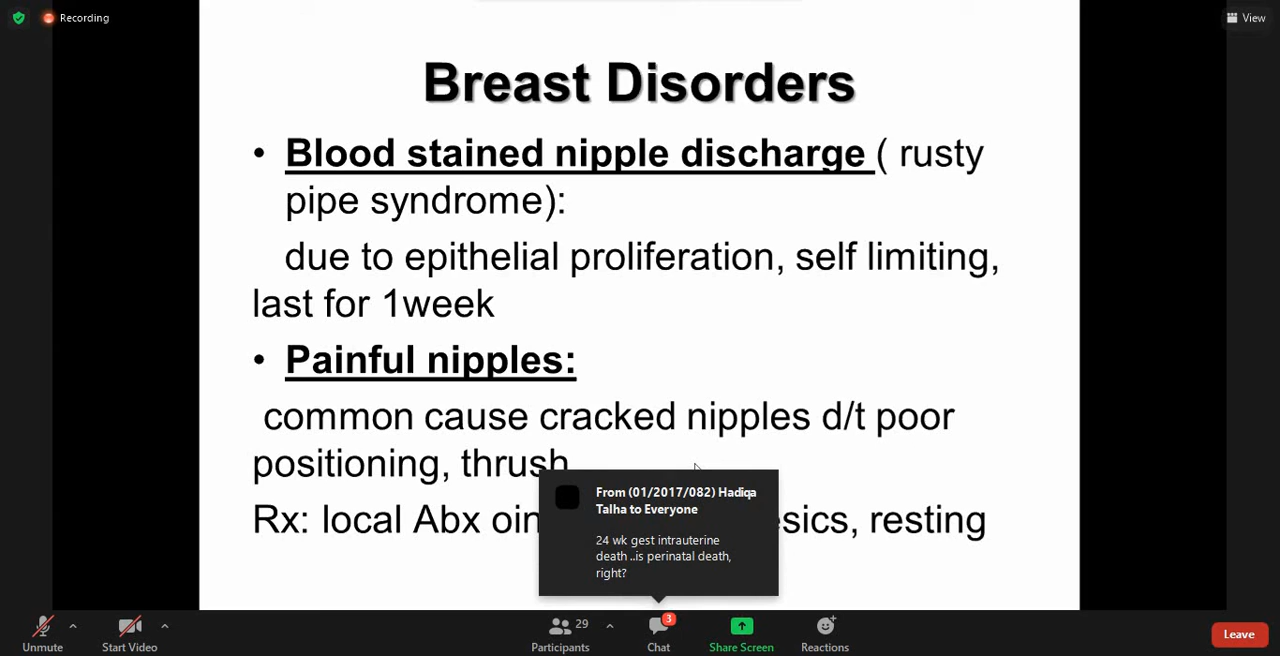 Recording
View
Breast Disorders
• Blood stained nipple discharge ( rusty
pipe syndrome):
due to epithelial proliferation, self limiting,
last for 1week
• Painful nipples:
common cause cracked nipples d/t poor
positioning, thrush
Rx: local Abx resting
From (01/2017/082) Hadiqa
Talha to Everyone
24 wk gest intrauterine
death ..is perinatal death,
right?
Unmute
Start Video
29
Participants
3
Chat
Share Screen
Reactions
Leave